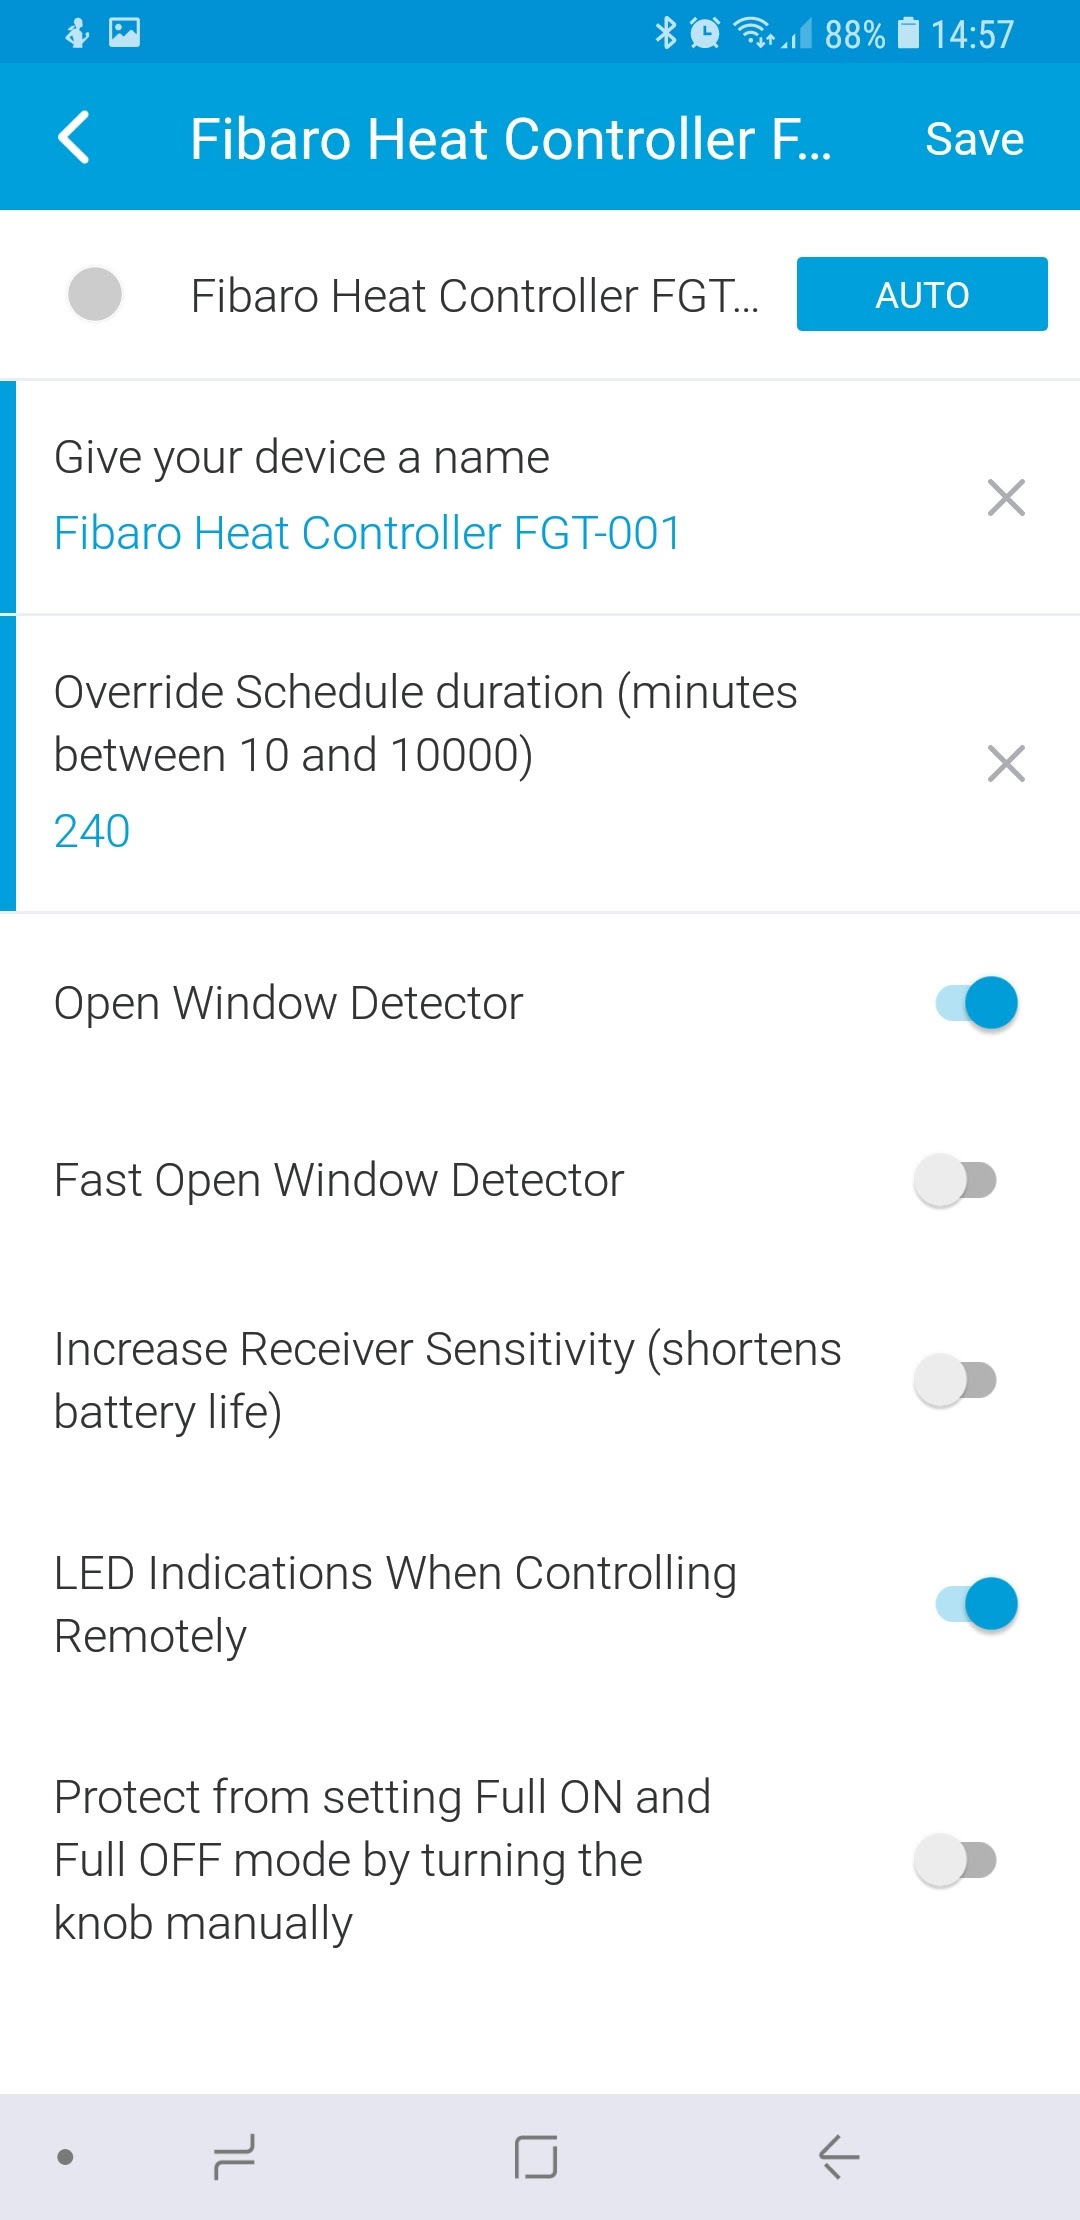 88% 14:57
Fibaro Heat Controller F... Save
Fibaro Heat Controller FGT... AUTO
Give your device a name
Fibaro Heat Controller FGT-001
Override Schedule duration (minutes
between 10 and 10000)
240
Open Window Detector
Fast Open Window Detector
Increase Receiver Sensitivity (shortens
battery life)
LED Indications When Controlling
Remotely
Protect from setting Full ON and
Full OFF mode by turning the
knob manually